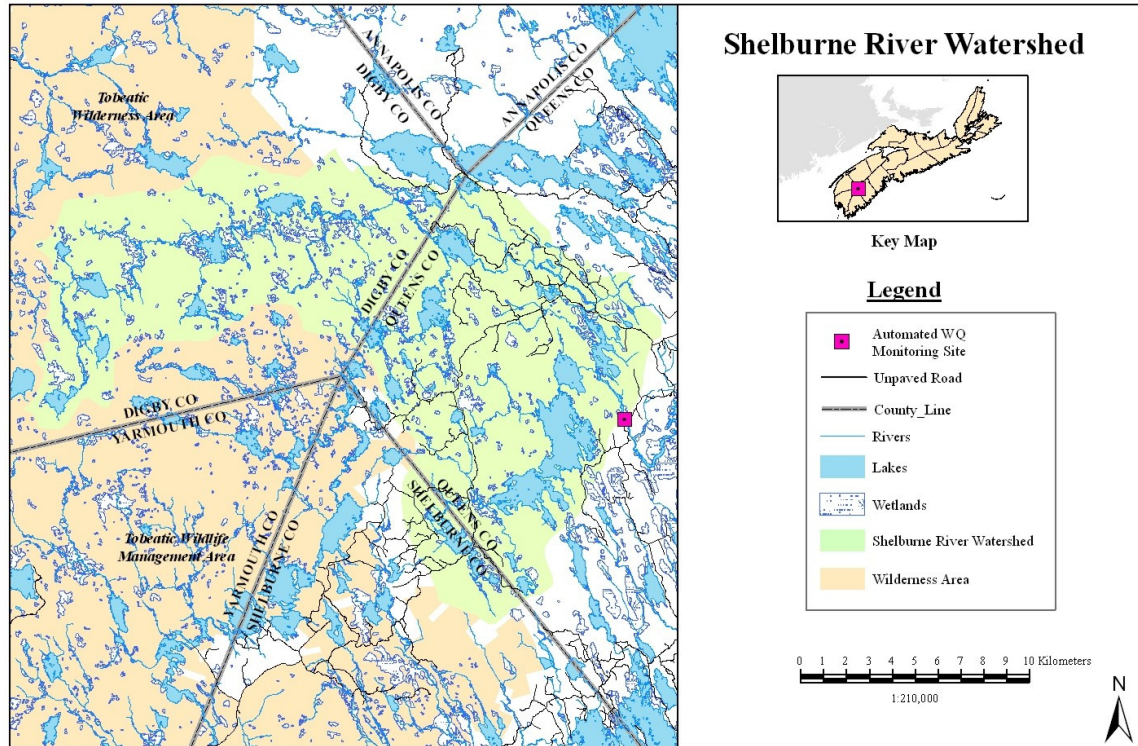 Shelburne River Watershed
Key Map
Legend
Automated WQ
Monitoring Site
Unpaved Road
County_Line
Rivers
Lakes
Wetlands
Shelburne River Watershed
Wilderness Area
0 1 2 3 4 5 6 7 8 9 10 Kilometers
1:210,000
N
Tobeatic
Wilderness Area
ANNAPOLIS CO
DIGBY CO
ANNAPOLIS CO
QUEENS CO
DIGBY CO
QUEENS CO
DIGBY CO
YARMOUTH CO
QUEENS CO
SHELBURNE CO
YARMOUTH CO
SHELBURNE CO
Tobeatic Wildlife
Management Area